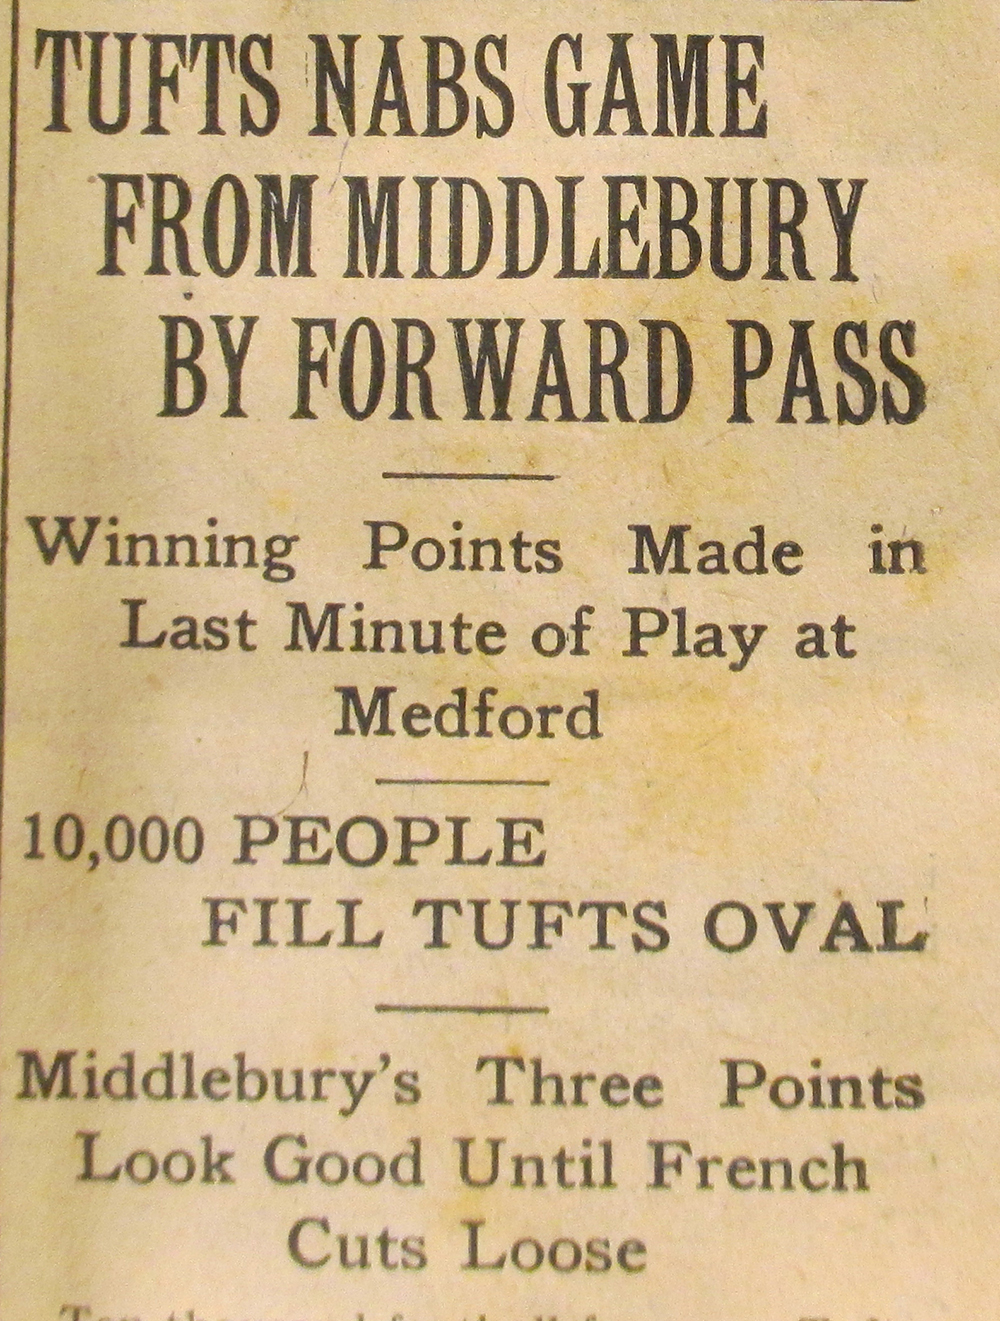 TUFTS NABS GAME
FROM MIDDLEBURY
BY FORWARD PASS
Winning Points Made in
Last Minute of Play at
Medford
10,000 PEOPLE
FILL TUFTS OVAL
Middlebury's Three Points
Look Good Until French
Cuts Loose